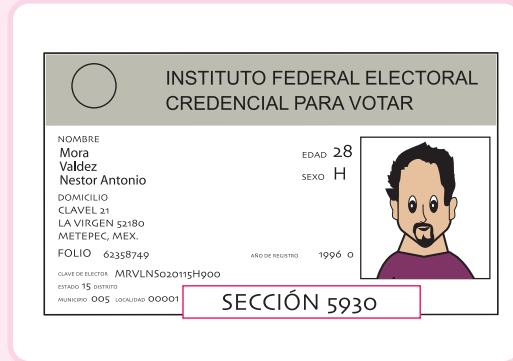 INSTITUTO FEDERAL ELECTORAL
CREDENCIAL PARA VOTAR
NOMBRE
Mora
Valdez
Nestor Antonio
EDAD 28
SEXO H
DOMICILIO
CLAVEL 21
LA VIRGEN 52180
METEPEC, MEX.
FOLIO 62358749
AÑO DE REGISTRO 1996 0
CLAVE DE ELECTOR MRVLNS020115H900
ESTADO 15 DISTRITO
MUNICIPIO 005 LOCALIDAD 00001
SECCIÓN 5930